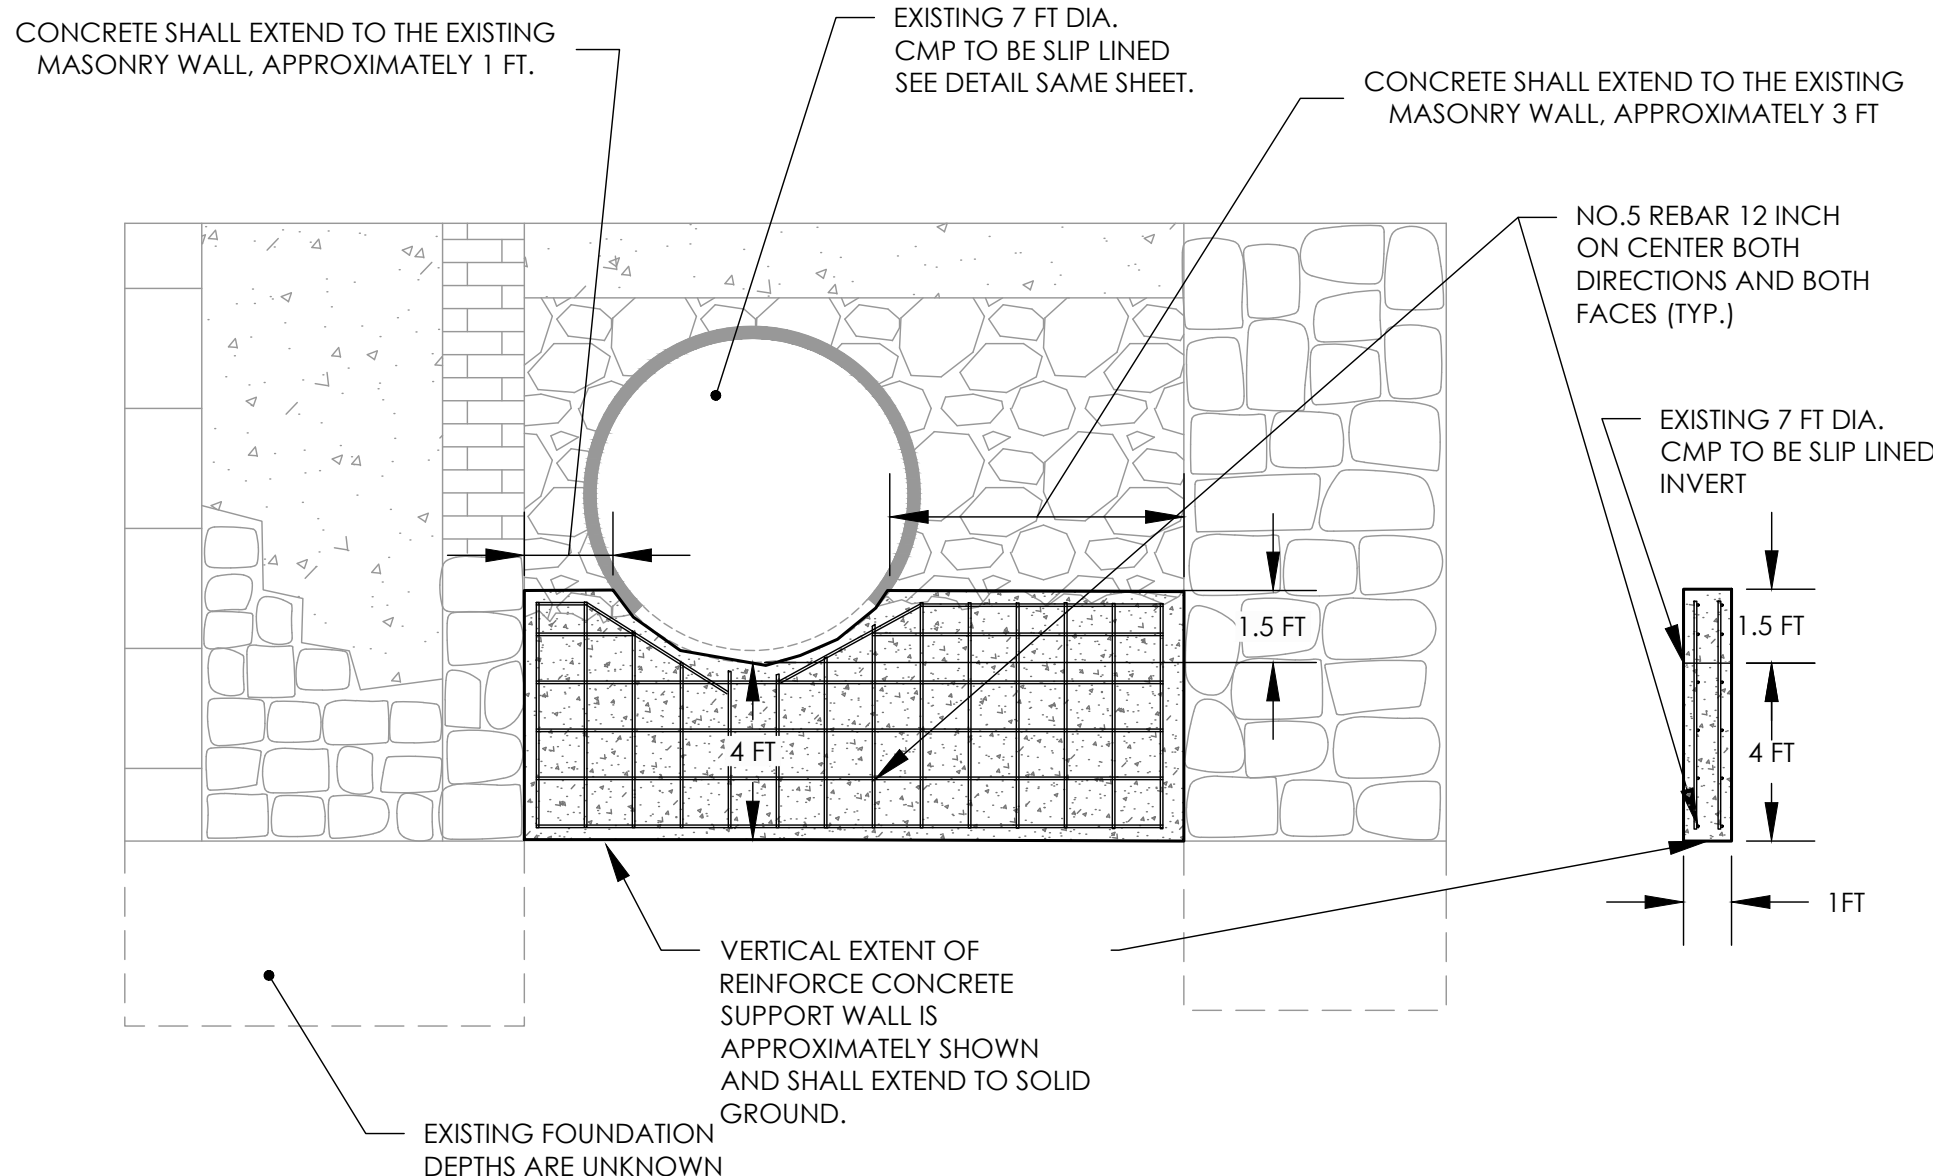 CONCRETE SHALL EXTEND TO THE EXISTING
MASONRY WALL, APPROXIMATELY 1 FT.
EXISTING 7 FT DIA.
CMP TO BE SLIP LINED
SEE DETAIL SAME SHEET.
CONCRETE SHALL EXTEND TO THE EXISTING
MASONRY WALL, APPROXIMATELY 3 FT
NO.5 REBAR 12 INCH
ON CENTER BOTH
DIRECTIONS AND BOTH
FACES (TYP.)
EXISTING 7 FT DIA.
CMP TO BE SLIP LINED
INVERT
1.5 FT
1.5 FT
4 FT
4 FT
1FT
VERTICAL EXTENT OF
REINFORCE CONCRETE
SUPPORT WALL IS
APPROXIMATELY SHOWN
AND SHALL EXTEND TO SOLID
GROUND.
EXISTING FOUNDATION
DEPTHS ARE UNKNOWN